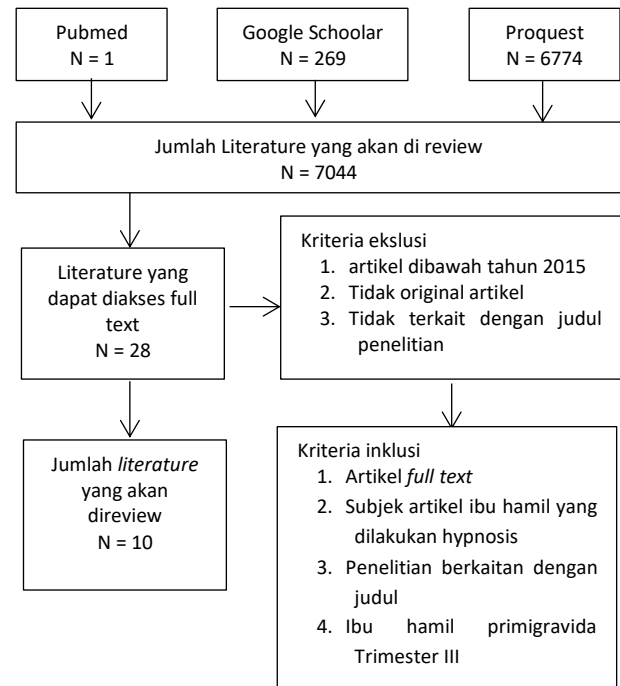 Pubmed
N = 1
Google Schoolar
N = 269
Proquest
N = 6774
Jumlah Literature yang akan di review
N = 7044
Literature yang
dapat diakses full
text
N = 28
Kriteria ekslusi
1. artikel dibawah tahun 2015
2. Tidak original artikel
3. Tidak terkait dengan judul
penelitian
Jumlah literature
yang akan
direview
N = 10
Kriteria inklusi
1. Artikel full text
2. Subjek artikel ibu hamil yang
dilakukan hypnosis
3. Penelitian berkaitan dengan
judul
4. Ibu hamil primigravida
Trimester III